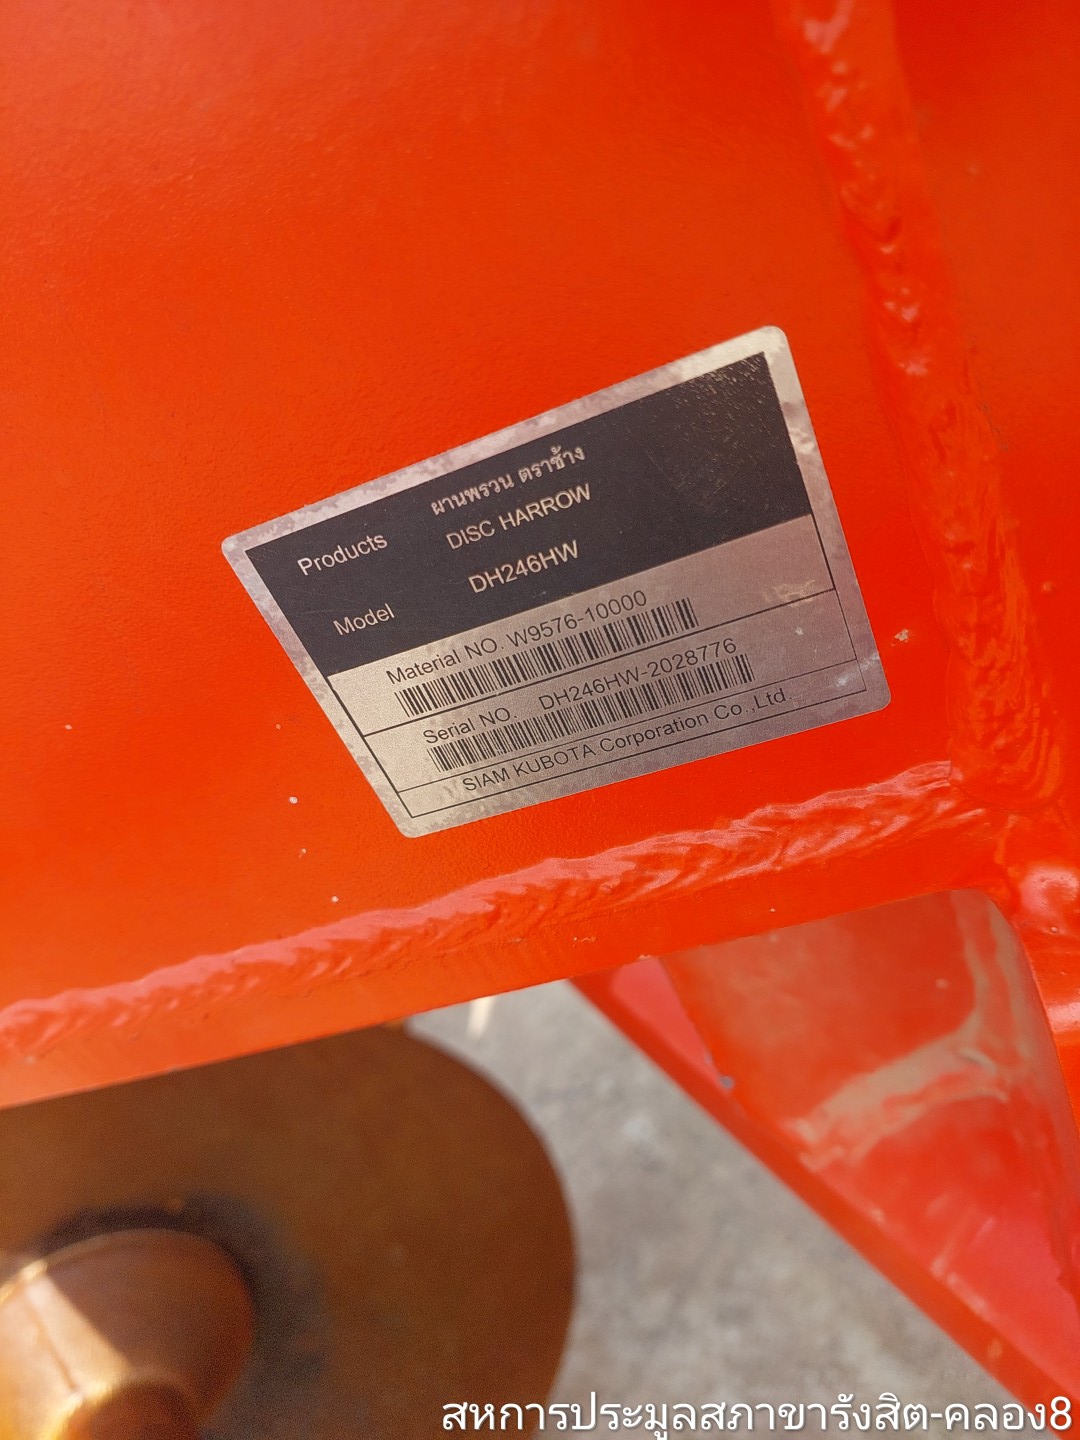 Products ผานพรวน ตราช้าง
DISC HARROW
Model DH246HW
Material NO. W9576-10000
Serial NO. DH246HW-2028776
SIAM KUBOTA Corporation Co.,Ltd.
สหการประมูลสภาขารังสิต-คลอง8